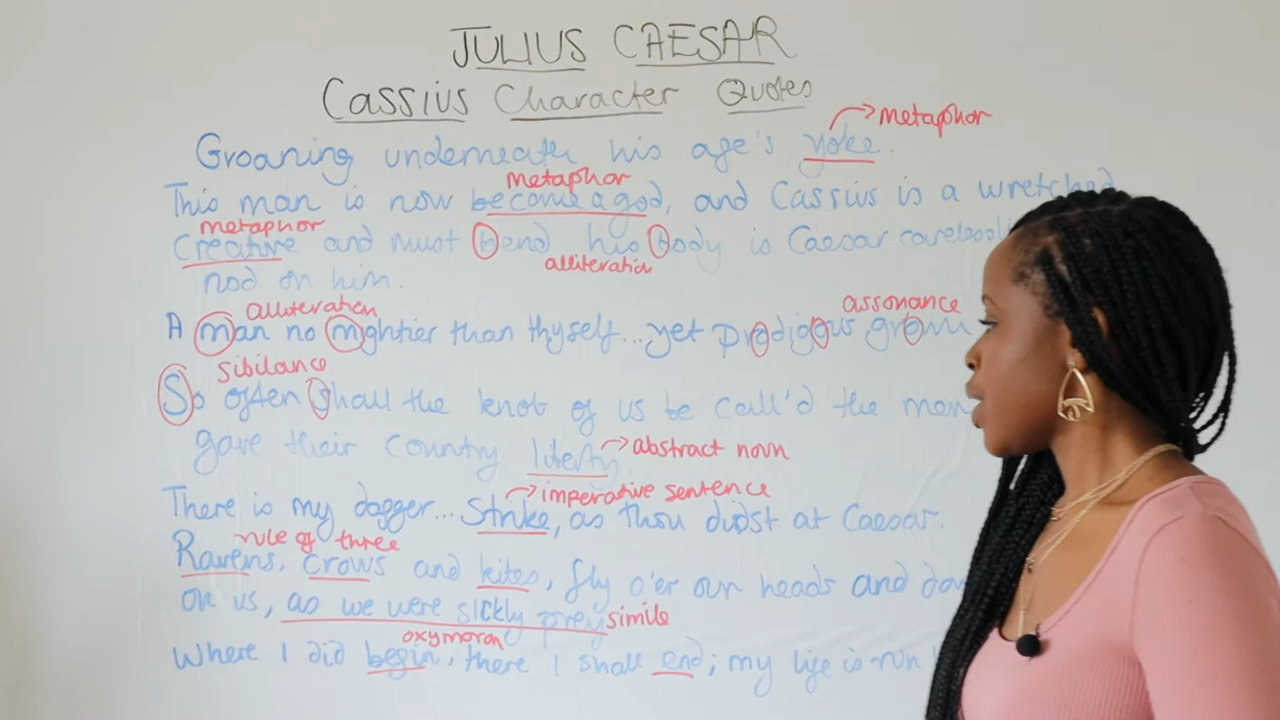 JULIUS CAESAR
Cassius Character Quotes
metaphor
Groaning underneath his age's yoke.
metaphor
This man is now become a god, and Cassius is a wretched
metaphor
Creative and must bend his Body is Caesar
alliteration
nod on him.
alliteration
assonance
A man no mightier than thyself...yet prodigious grown
sibilance
So often shall the knot of us be call'd the men
gave their country liberty
abstract noun
imperative sentence
There is my dagger... Strike, as thou dudst at Caesar.
rule of three
Ravens, crows and kites, fly o'er our heads and
on us, as we were sickly prey
simile
oxymoron
Where I did begin, there I shall end; my life is run